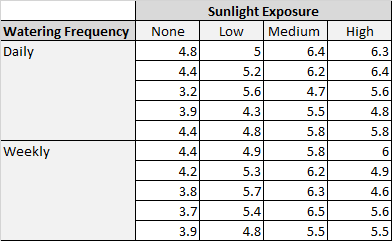 Sunlight Exposure
Watering Frequency None Low Medium High
Daily 4.8 5 6.4 6.3
4.4 5.2 6.2 6.4
3.2 5.6 4.7 5.6
3.9 4.3 5.5 4.8
4.4 4.8 5.8 5.8
Weekly 4.4 4.9 5.8 6
4.2 5.3 6.2 4.9
3.8 5.7 6.3 4.6
3.7 5.4 6.5 5.6
3.9 4.8 5.5 5.5